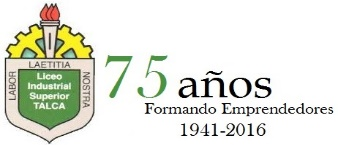 LAETITIA
LABOR
NOSTRA
Liceo
Industrial
Superior
TALCA
75 años
Formando Emprendedores
1941-2016